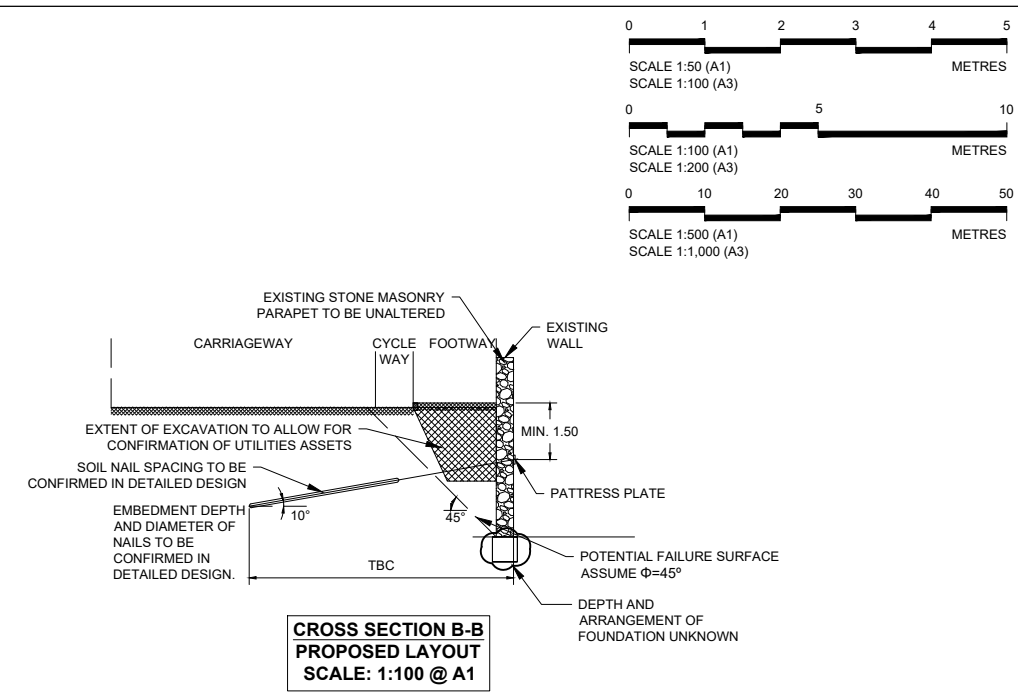 0 1 2 3 4 5
SCALE 1:50 (A1) METRES
SCALE 1:100 (A3)
0 5 10
SCALE 1:100 (A1) METRES
SCALE 1:200 (A3)
0 10 20 30 40 50
SCALE 1:500 (A1) METRES
SCALE 1:1,000 (A3)
EXISTING STONE MASONRY
PARAPET TO BE UNALTERED
EXISTING
WALL
CARRIAGEWAY
CYCLE
WAY
FOOTWAY
EXTENT OF EXCAVATION TO ALLOW FOR
CONFIRMATION OF UTILITIES ASSETS
MIN. 1.50
SOIL NAIL SPACING TO BE
CONFIRMED IN DETAILED DESIGN
PATTRESS PLATE
EMBEDMENT DEPTH
AND DIAMETER OF
NAILS TO BE
CONFIRMED IN
DETAILED DESIGN.
10°
45°
TBC
POTENTIAL FAILURE SURFACE
ASSUME Φ=45º
DEPTH AND
ARRANGEMENT OF
FOUNDATION UNKNOWN
CROSS SECTION B-B
PROPOSED LAYOUT
SCALE: 1:100 @ A1